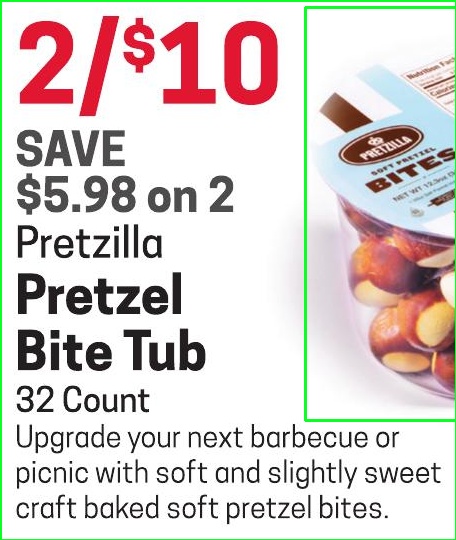 2/$10
SAVE
$5.98 on 2
Pretzilla
Pretzel
Bite Tub
32 Count
Upgrade your next barbecue or
picnic with soft and slightly sweet
craft baked soft pretzel bites.
PRETZILLA
SOFT PRETZEL
BITES